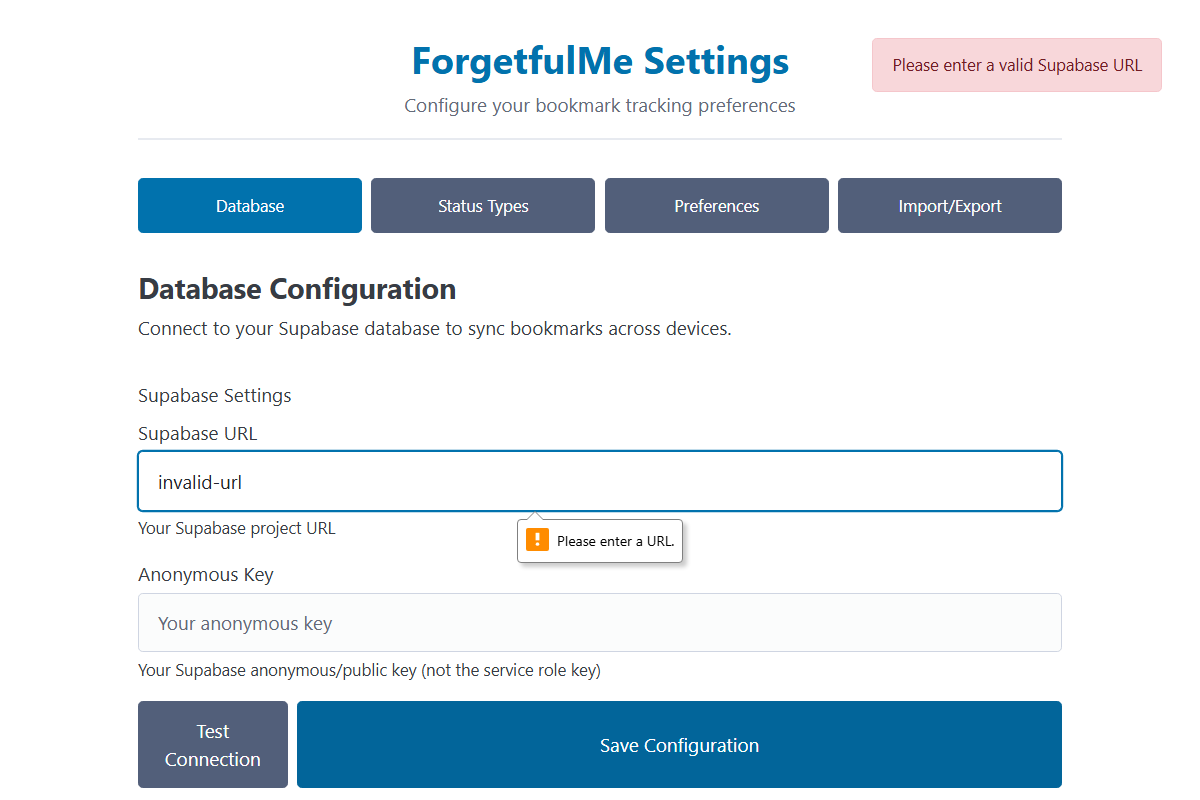 ForgetfulMe Settings
Please enter a valid Supabase URL
Configure your bookmark tracking preferences
Database
Status Types
Preferences
Import/Export
Database Configuration
Connect to your Supabase database to sync bookmarks across devices.
Supabase Settings
Supabase URL
invalid-url
Your Supabase project URL
Please enter a URL.
Anonymous Key
Your anonymous key
Your Supabase anonymous/public key (not the service role key)
Test
Connection
Save Configuration